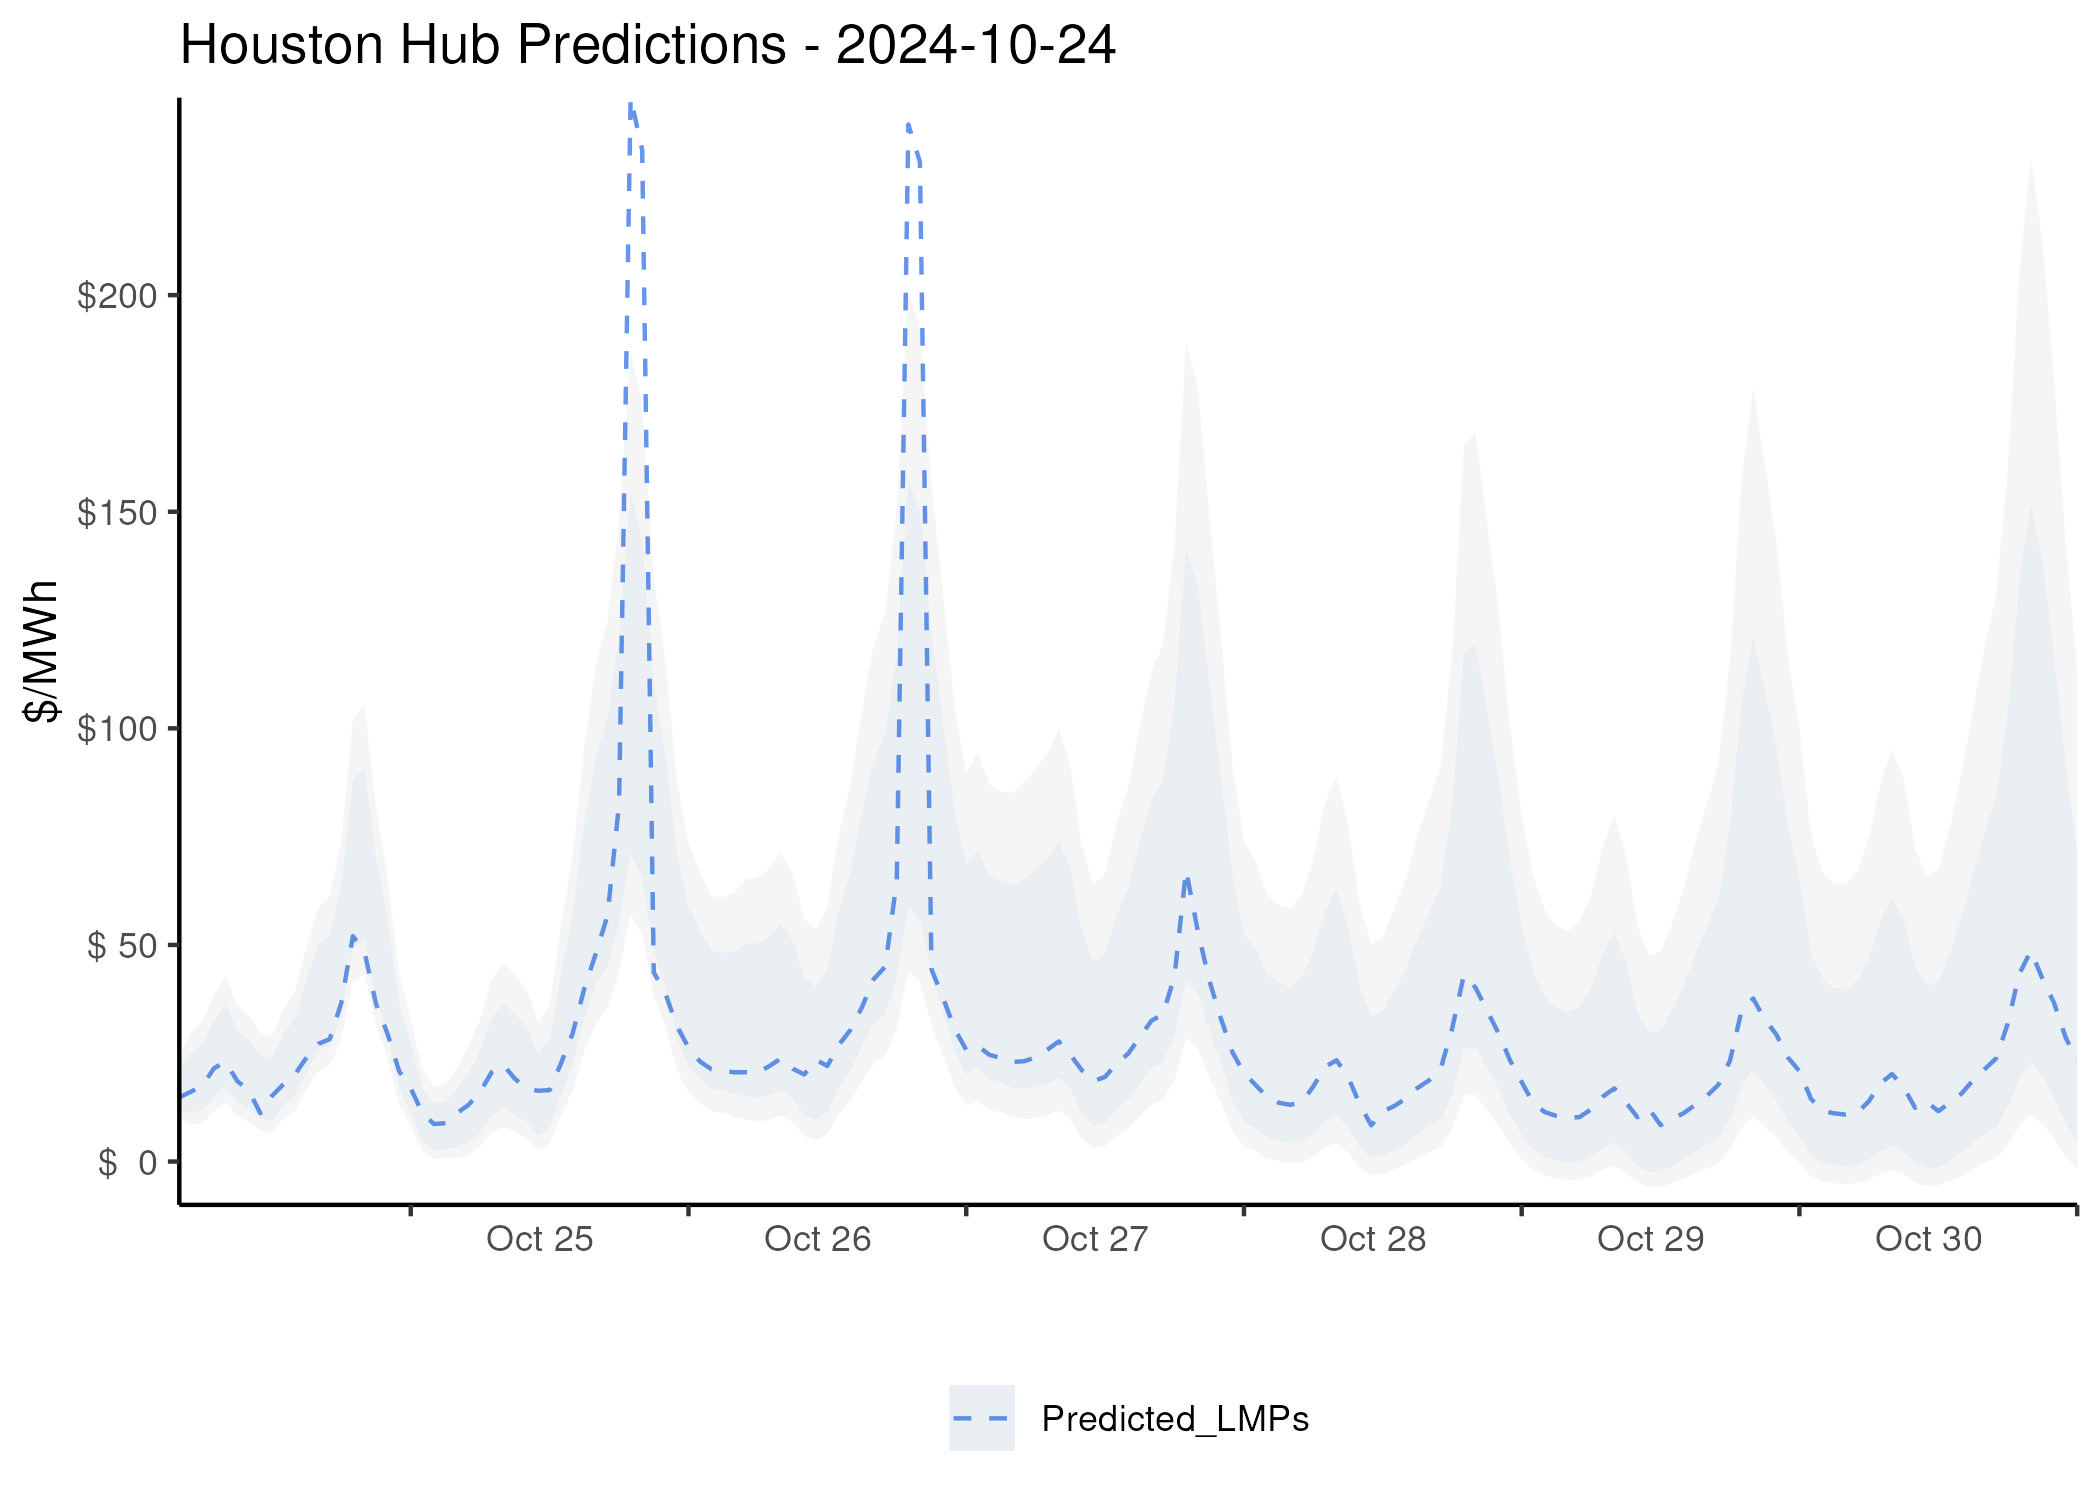 Houston Hub Predictions - 2024-10-24
$/MWh
$200
$150
$100
$ 50
$  0
Oct 25
Oct 26
Oct 27
Oct 28
Oct 29
Oct 30
Predicted_LMPs